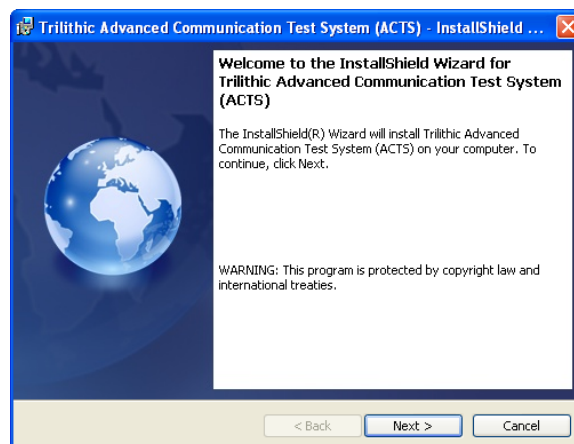 Trilithic Advanced Communication Test System (ACTS) - InstallShield ...
Welcome to the InstallShield Wizard for
Trilithic Advanced Communication Test System
(ACTS)
The InstallShield(R) Wizard will install Trilithic Advanced
Communication Test System (ACTS) on your computer. To
continue, click Next.
WARNING: This program is protected by copyright law and
international treaties.
< Back Next > Cancel